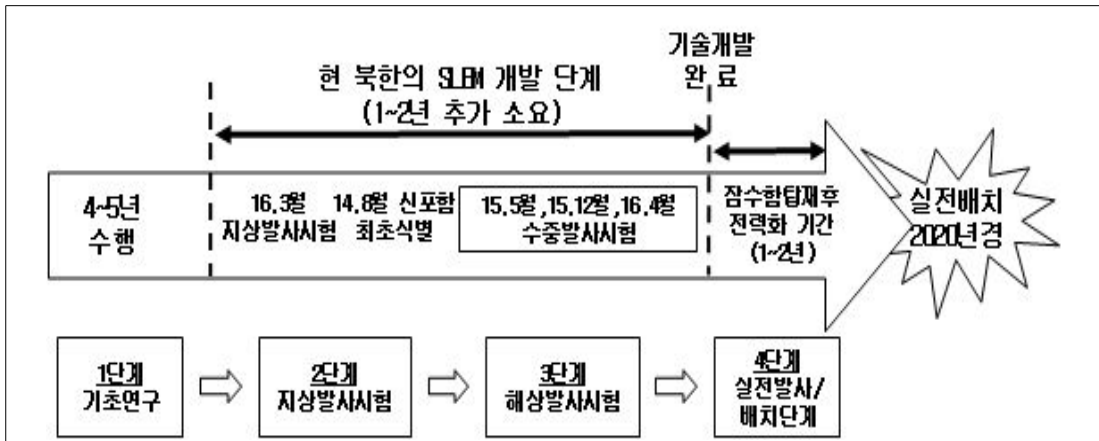 기술개발
완 료
현 북한의 SLBM 개발 단계
(1~2년 추가 소요)
4~5년
수행
16.3월
지상발사시험
14.8월 신포함
최초식별
15.5월,15.12월,16.4월
수중발사시험
잠수함탑재후
전력화 기간
(1~2년)
실전배치
2020년경
1단계
기초연구
2단계
지상발사시험
3단계
해상발사시험
4단계
실전발사/
배치단계